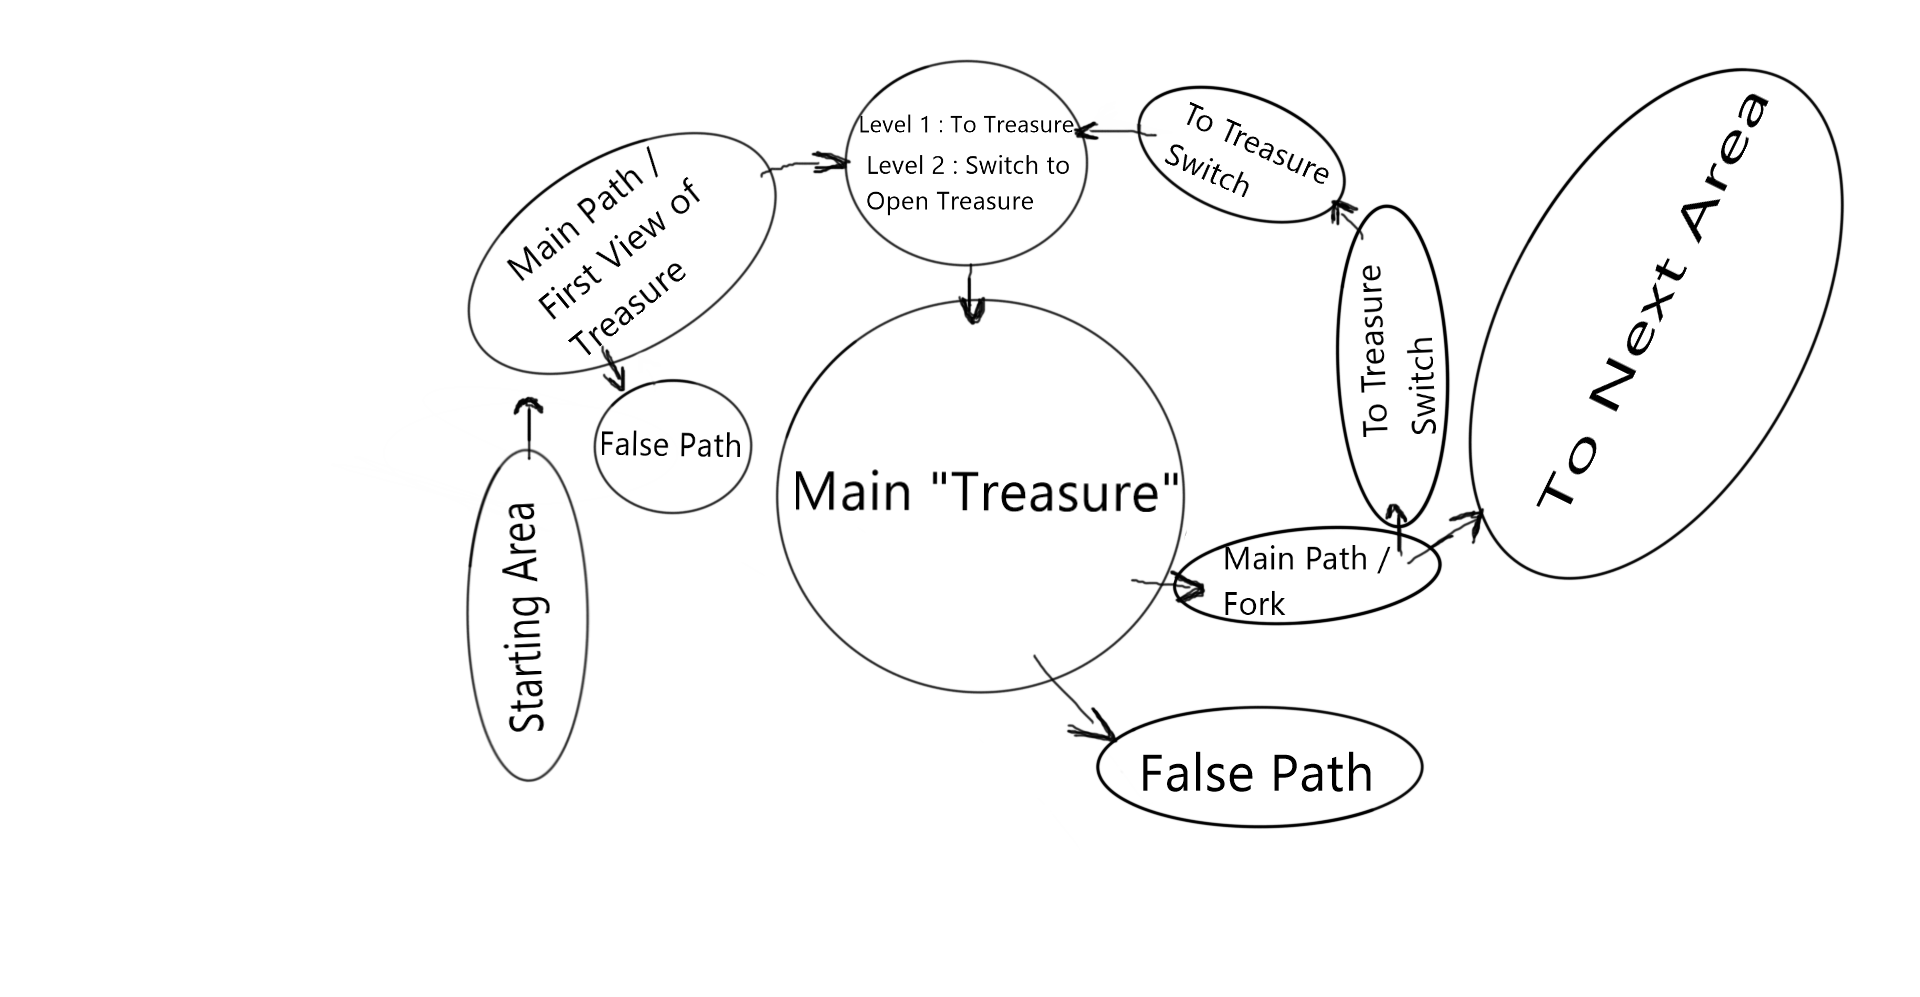 Level 1 : To Treasure
Level 2 : Switch to
Open Treasure
To Treasure
Switch
To Next Area
Main Path /
First View of
Treasure
To Treasure
Switch
False Path
Starting Area
Main "Treasure"
Main Path /
Fork
False Path